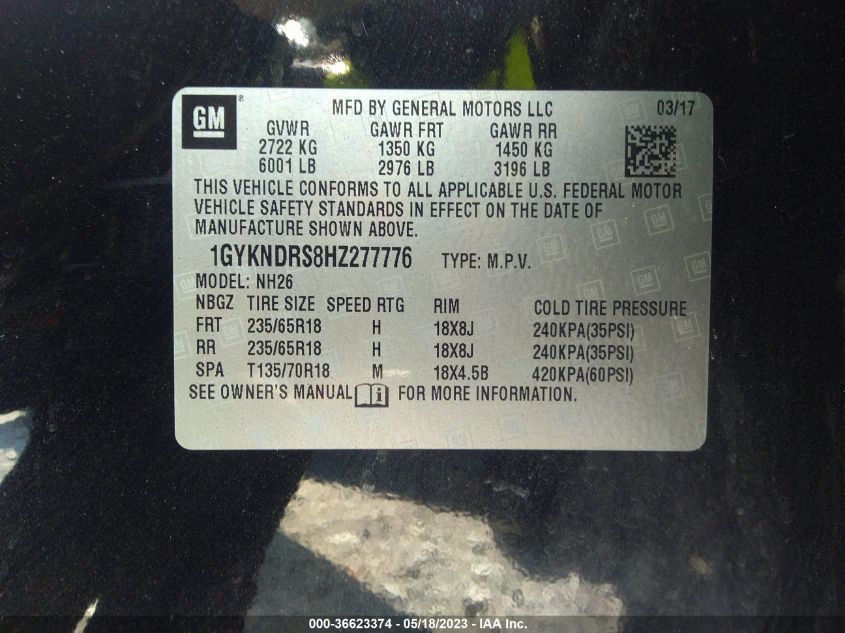 GM
MFD BY GENERAL MOTORS LLC 03/17
GVWR GAWR FRT GAWR RR
2722 KG 1350 KG 1450 KG
6001 LB 2976 LB 3196 LB
THIS VEHICLE CONFORMS TO ALL APPLICABLE U.S. FEDERAL MOTOR
VEHICLE SAFETY STANDARDS IN EFFECT ON THE DATE OF
MANUFACTURE SHOWN ABOVE.
1GYKNDRS8HZ277776 TYPE: M.P.V.
MODEL: NH26
NBGZ TIRE SIZE SPEED RTG RIM COLD TIRE PRESSURE
FRT 235/65R18 H 18X8J 240KPA(35PSI)
RR 235/65R18 H 18X8J 240KPA(35PSI)
SPA T135/70R18 M 18X4.5B 420KPA(60PSI)
SEE OWNER'S MANUAL i FOR MORE INFORMATION.
000-36623374 - 05/18/2023 - 1IS-776